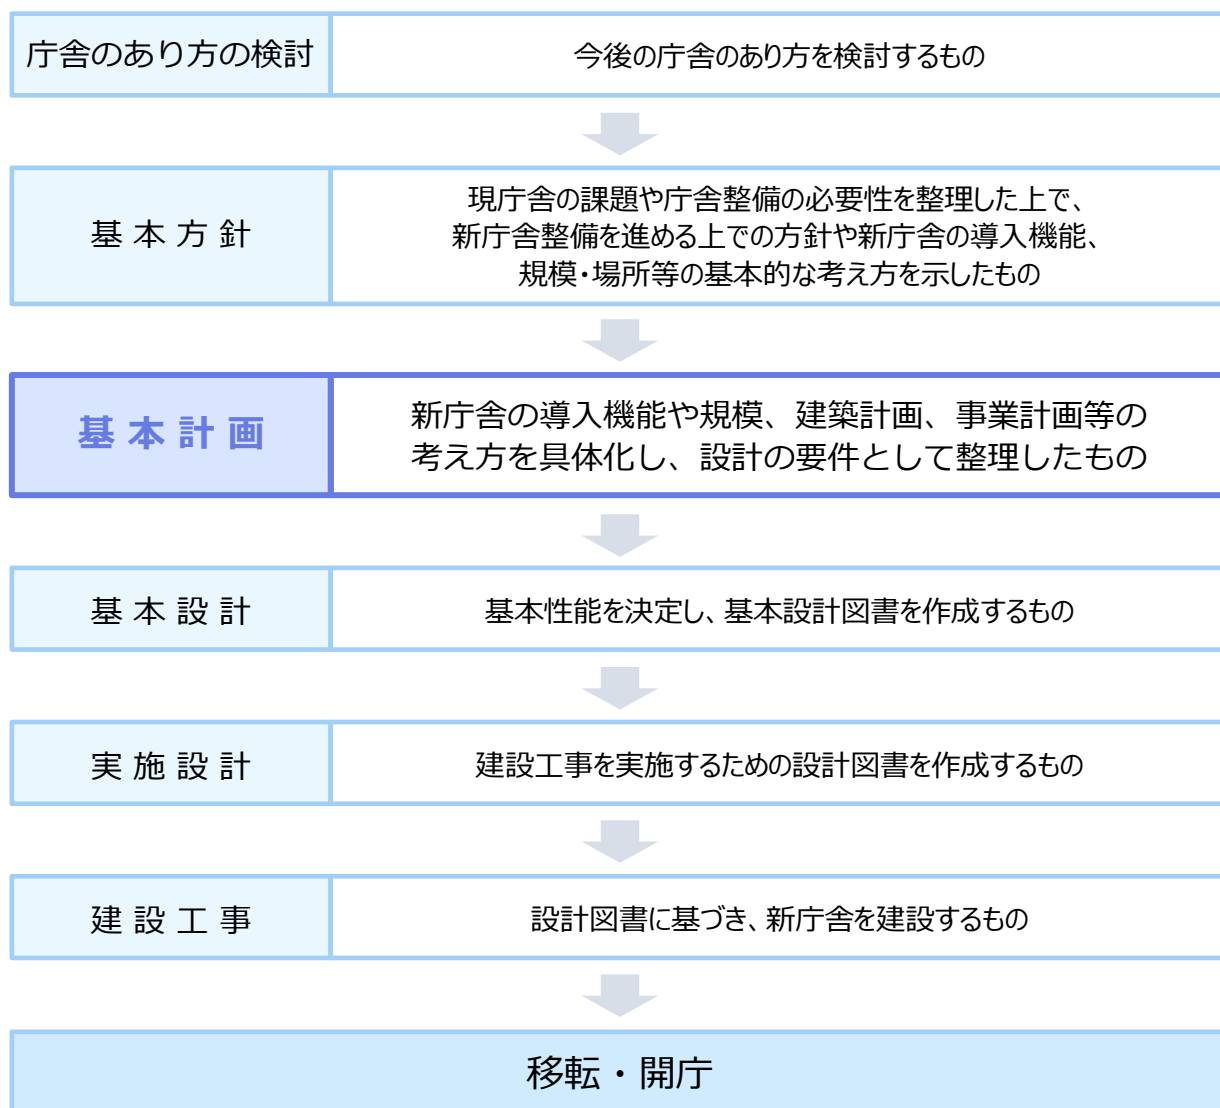 庁舎のあり方の検討
今後の庁舎のあり方を検討するもの
基本方針
現庁舎の課題や庁舎整備の必要性を整理した上で、
新庁舎整備を進める上での方針や新庁舎の導入機能、
規模・場所等の基本的な考え方を示したもの
基本計画
新庁舎の導入機能や規模、建築計画、事業計画等の
考え方を具体化し、設計の要件として整理したもの
基本設計
基本性能を決定し、基本設計図書を作成するもの
実施設計
建設工事を実施するための設計図書を作成するもの
建設工事
設計図書に基づき、新庁舎を建設するもの
移転・開庁